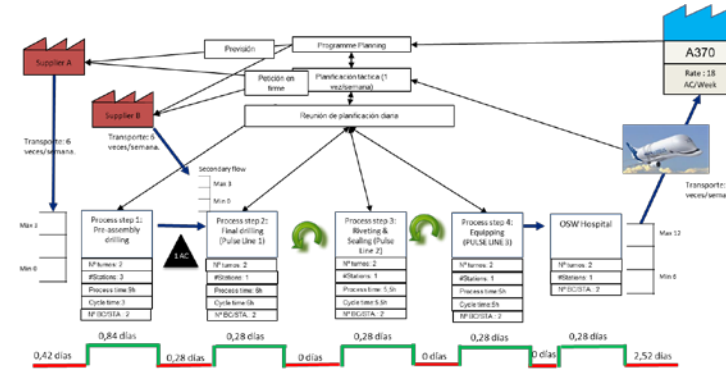 Supplier A
Previsión
Programme Planning
A370
Rate : 18
AC/Week
Petición en
firme
Planificación táctica (1
vez/semana)
Supplier B
Reunión de planificación diaria
Transporte: 6
veces/semana.
Transporte: 6
veces/semana.
Transporte:
veces/sema
Secondary flow
Max 3
Min 0
Max 3
Min 0
Process step 1:
Pre-assembly
drilling
1 AC
Process step 2:
Final drilling
(Pulse Line 1)
Process step 3:
Riveting &
Sealing (Pulse
Line 2)
Process step 4:
Equipping
(PULSE LINE 3)
OSW Hospital
Max 12
Min 6
Nº turnos: 2
#Stations: 3
Process time: 9h
Cycle time: 3
Nº BC/STA.: 2
Nº turnos: 2
#Stations: 1
Process time: 6h
Cycle time: 6h
Nº BC/STA.: 2
Nº turnos: 2
#Stations: 1
Process time: 5,5h
Cycle time: 5.5h
Nº BC/STA.: 2
Nº turnos: 2
#Stations: 1
Process time: 5h
Cycle time: 5h
Nº BC/STA.: 2
Nº turnos: 2
#Stations: 1
Nº BC/STA.: 2
0,42 días
0,84 días
0,28 días
0,28 días
0 días
0,28 días
0 días
0,28 días
0 días
0,28 días
2,52 días